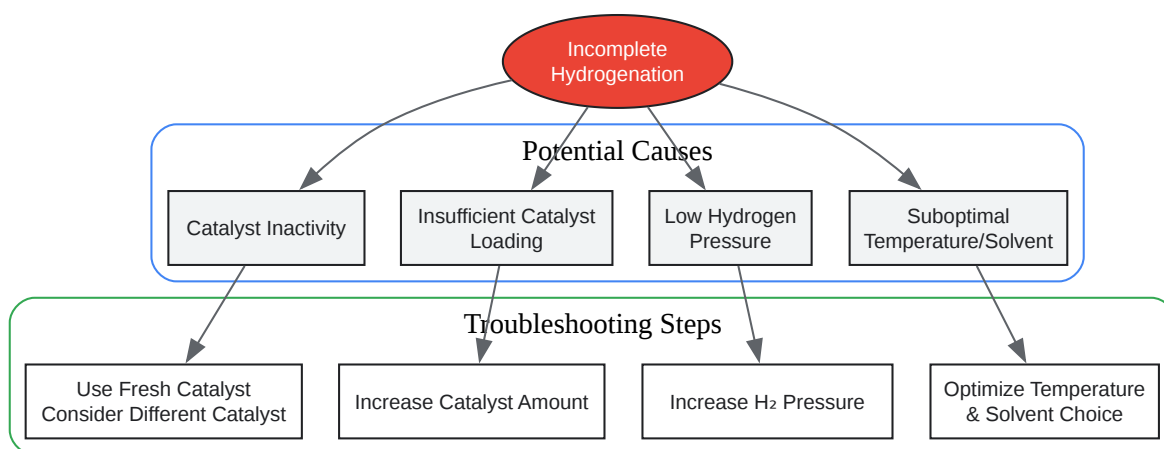 Incomplete
Hydrogenation
Potential Causes
Catalyst Inactivity
Insufficient Catalyst
Loading
Low Hydrogen
Pressure
Suboptimal
Temperature/Solvent
Troubleshooting Steps
Use Fresh Catalyst
Consider Different Catalyst
Increase Catalyst Amount
Increase H₂ Pressure
Optimize Temperature
& Solvent Choice